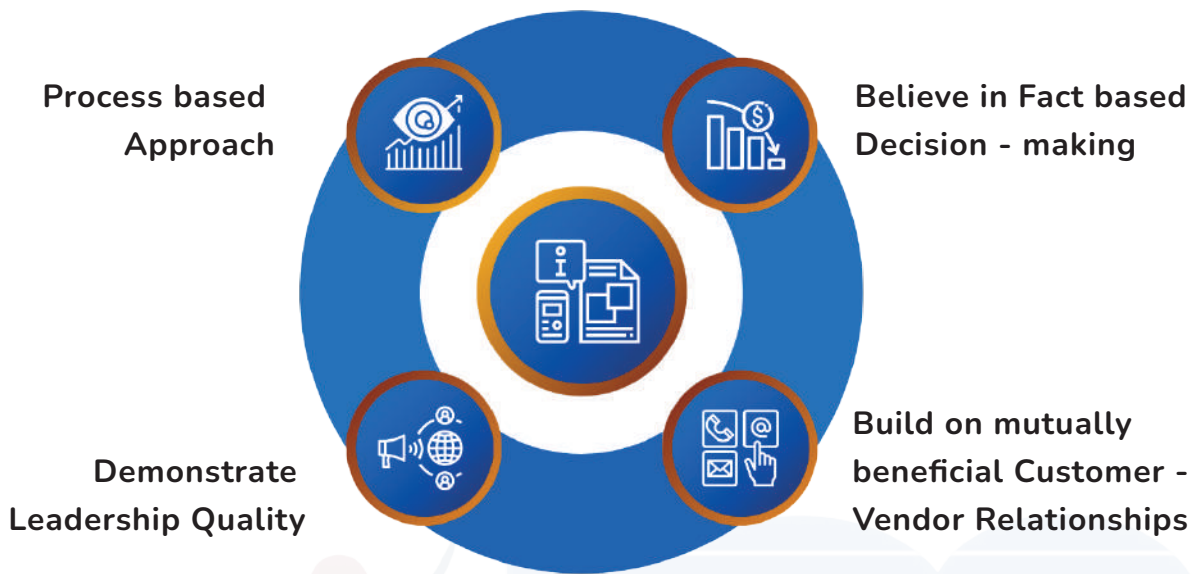 Process based
Approach
Believe in Fact based
Decision - making
Demonstrate
Leadership Quality
Build on mutually
beneficial Customer -
Vendor Relationships